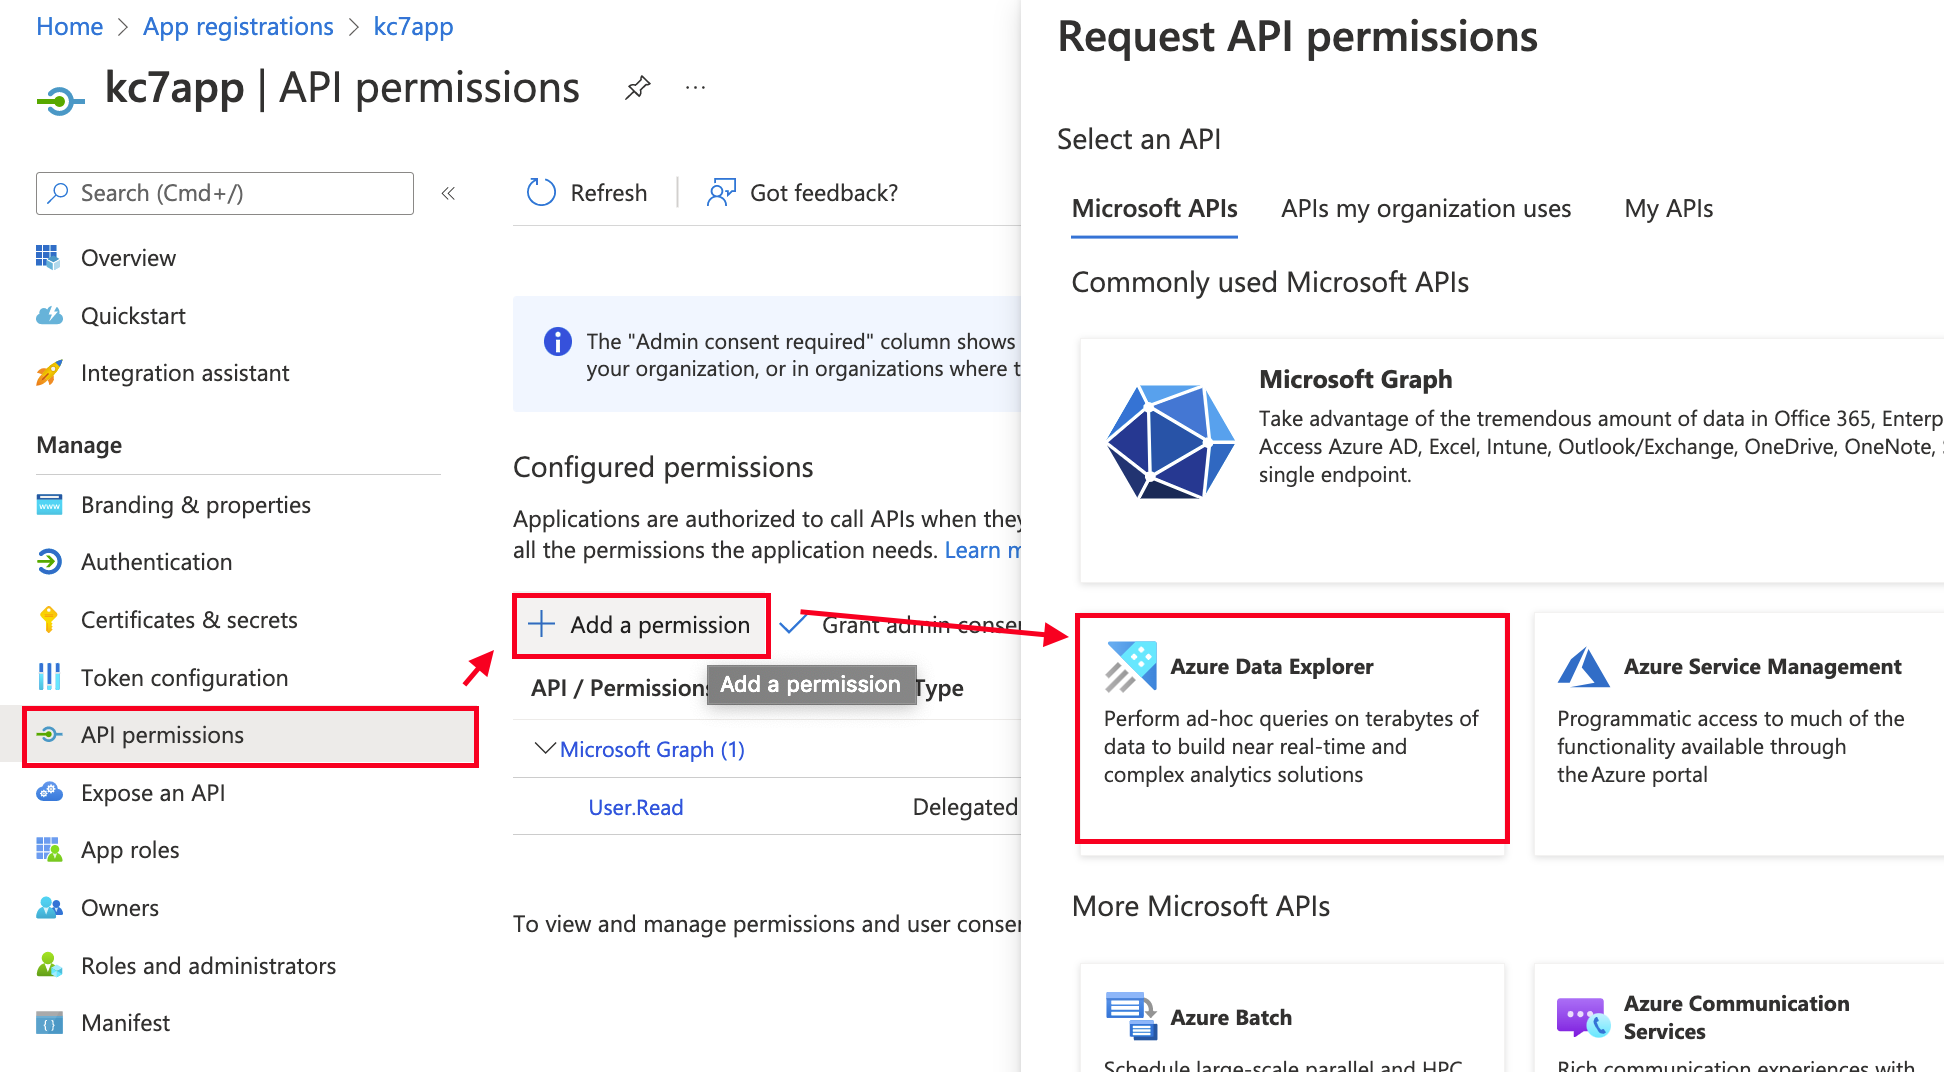 Home > App registrations > kc7app
kc7app | API permissions
...
Search (Cmd+/)
«
Overview
Quickstart
Integration assistant
Manage
Branding & properties
Authentication
Certificates & secrets
Token configuration
API permissions
Expose an API
App roles
Owners
Roles and administrators
Manifest
Refresh
Got feedback?
The "Admin consent required" column shows
your organization, or in organizations where t
Configured permissions
Applications are authorized to call APIs when they
all the permissions the application needs. Learn m
Add a permission
Grant admin conser
API / Permissions
Add a permission
Type
Microsoft Graph (1)
User.Read
Delegated
To view and manage permissions and user conser
Request API permissions
Select an API
Microsoft APIs
APIs my organization uses
My APIs
Commonly used Microsoft APIs
Microsoft Graph
Take advantage of the tremendous amount of data in Office 365, Enterp
Access Azure AD, Excel, Intune, Outlook/Exchange, OneDrive, OneNote,
single endpoint.
Azure Data Explorer
Perform ad-hoc queries on terabytes of
data to build near real-time and
complex analytics solutions
Azure Service Management
Programmatic access to much of the
functionality available through
the Azure portal
More Microsoft APIs
Azure Batch
Schedule large-scale parallel and HPC
Azure Communication
Services
Rich communication experiences with